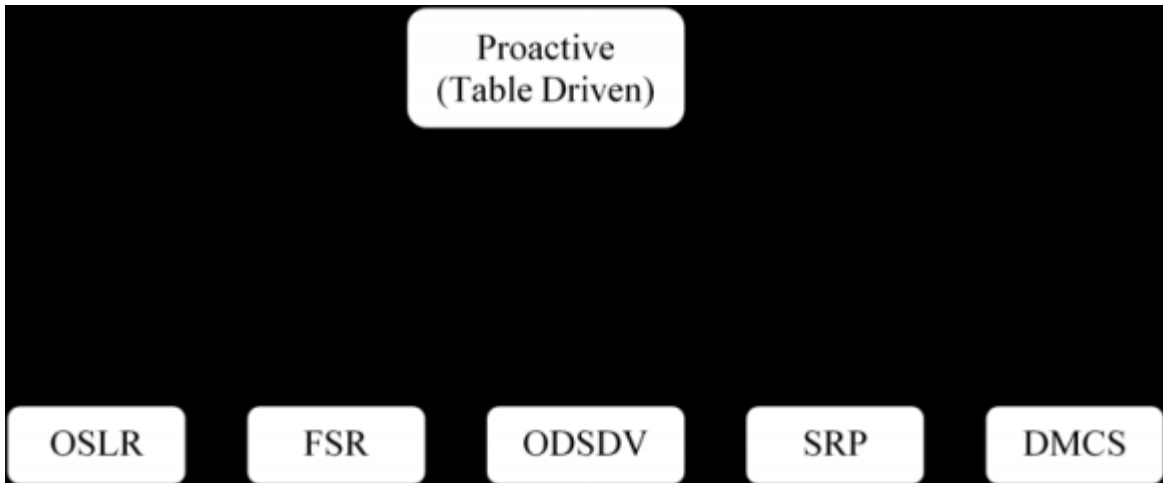 Proactive
(Table Driven)
OSLR
FSR
ODSDV
SRP
DMCS